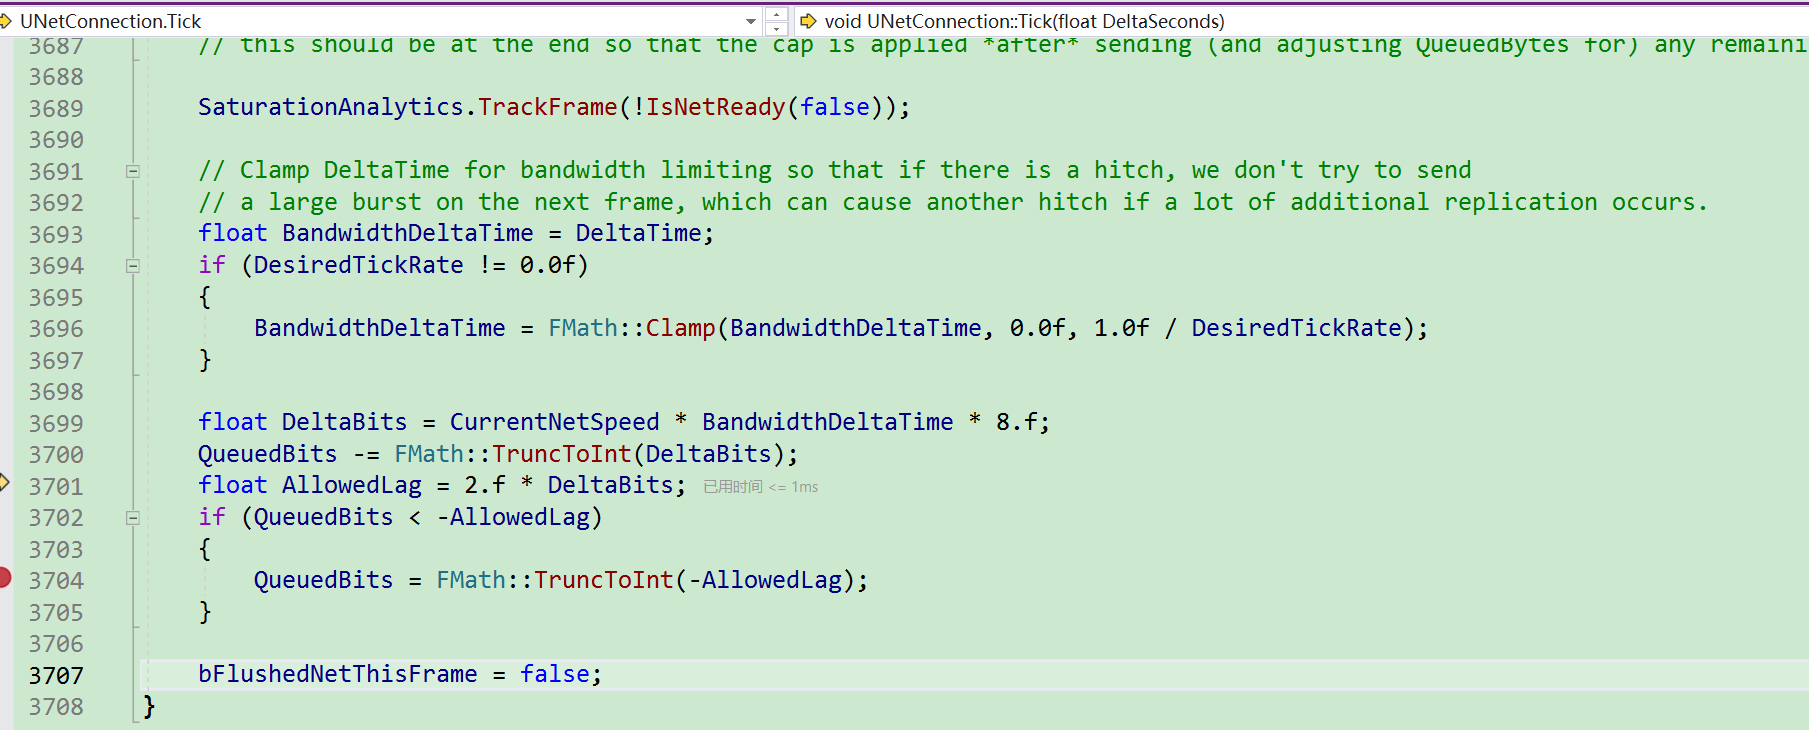 UNetConnection.Tick
void UNetConnection::Tick(float DeltaSeconds)
3687 // this should be at the end so that the cap is applied *after* sending (and adjusting QueuedBytes for) any remaini
3688
3689 SaturationAnalytics.TrackFrame(!IsNetReady(false));
3690
3691 // Clamp DeltaTime for bandwidth limiting so that if there is a hitch, we don't try to send
3692 // a large burst on the next frame, which can cause another hitch if a lot of additional replication occurs.
3693 float BandwidthDeltaTime = DeltaTime;
3694 if (DesiredTickRate != 0.0f)
3695 {
3696 BandwidthDeltaTime = FMath::Clamp(BandwidthDeltaTime, 0.0f, 1.0f / DesiredTickRate);
3697 }
3698
3699 float DeltaBits = CurrentNetSpeed * BandwidthDeltaTime * 8.f;
3700 QueuedBits -= FMath::TruncToInt(DeltaBits);
3701 float AllowedLag = 2.f * DeltaBits; 已用时间 <= 1ms
3702 if (QueuedBits < -AllowedLag)
3703 {
3704 QueuedBits = FMath::TruncToInt(-AllowedLag);
3705 }
3706
3707 bFlushedNetThisFrame = false;
3708 }